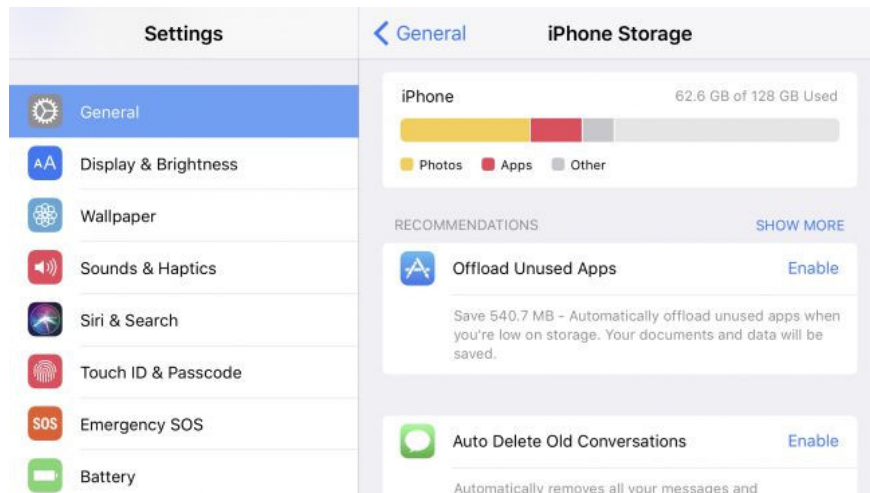 Settings
General
AA
Display & Brightness
Wallpaper
Sounds & Haptics
Siri & Search
Touch ID & Passcode
SOS
Emergency SOS
Battery
General
iPhone Storage
iPhone
62.6 GB of 128 GB Used
Photos
Apps
Other
RECOMMENDATIONS
SHOW MORE
Offload Unused Apps
Enable
Save 540.7 MB - Automatically offload unused apps when
you're low on storage. Your documents and data will be
saved.
Auto Delete Old Conversations
Enable
Automatically removes all your messages and